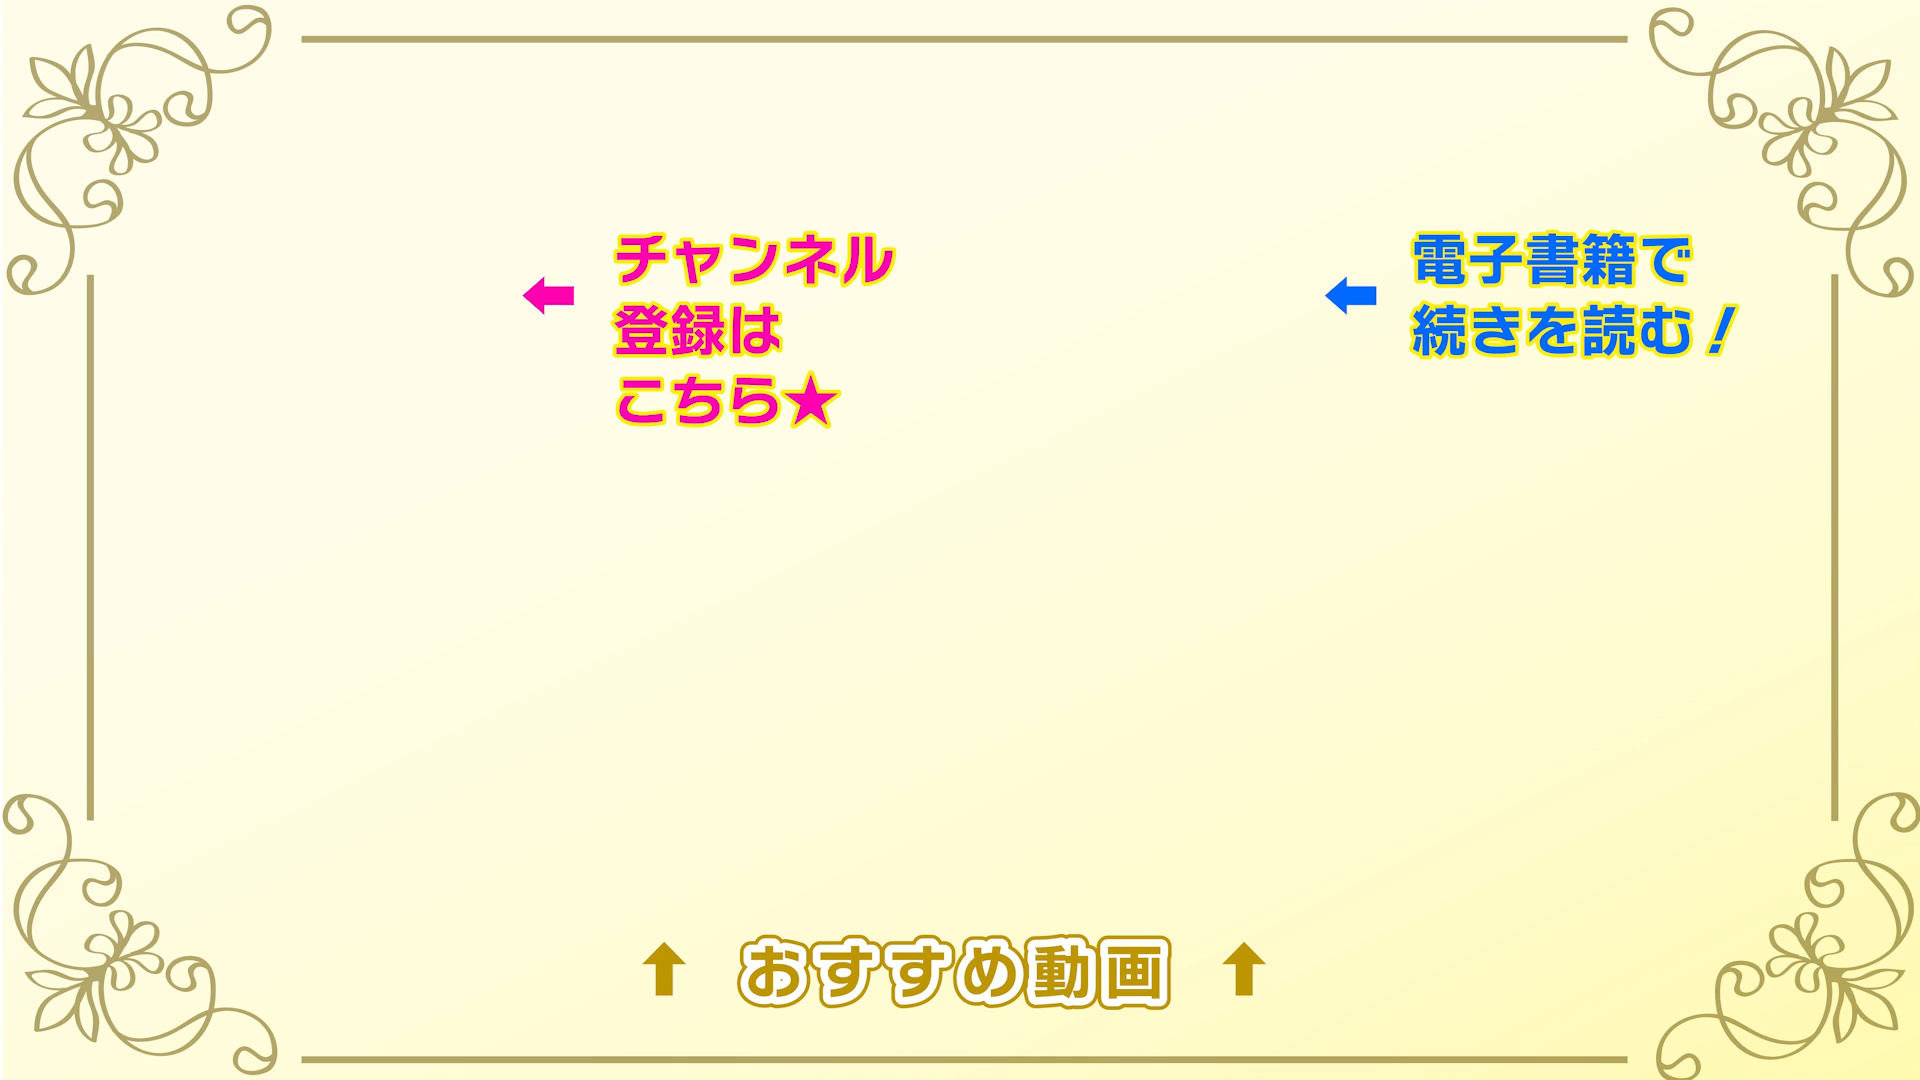 チャンネル
登録は
こちら★
電子書籍で
続きを読む！
おすすめ動画